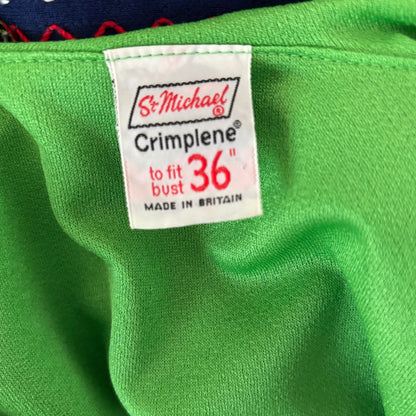 St Michael ®
Crimplene®
to fit
bust 36"
MADE IN BRITAIN